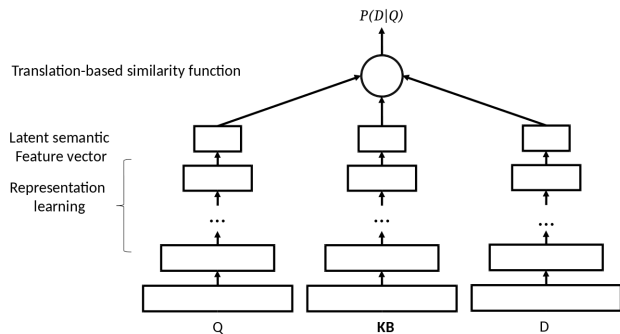 P(D|Q)
Translation-based similarity function
Latent semantic
Feature vector
Representation
learning
... ... ...
Q KB D